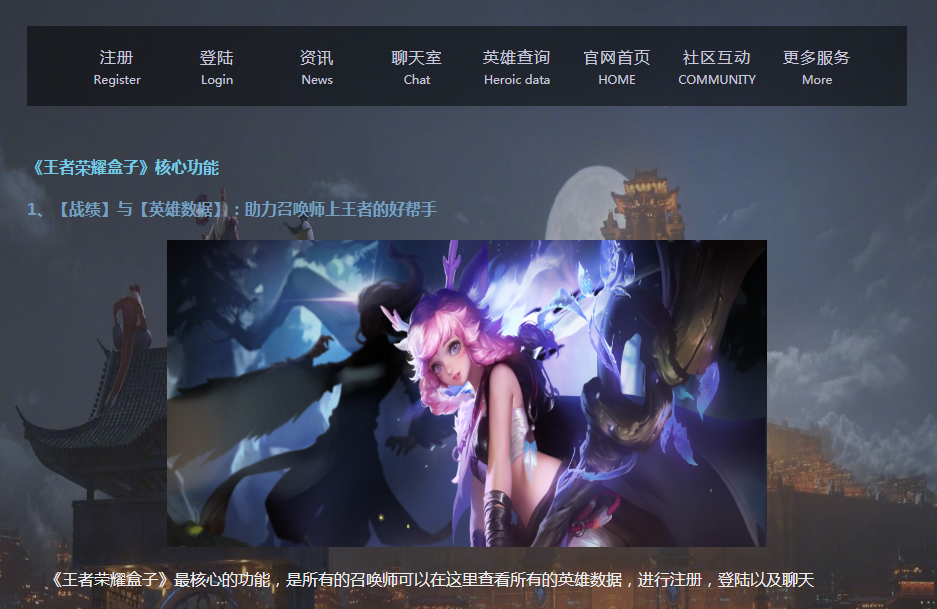 注册 登陆 资讯 聊天室 英雄查询 官网首页 社区互动 更多服务
Register Login News Chat Heroic data HOME COMMUNITY More
《王者荣耀盒子》核心功能
1、【战绩】与【英雄数据】：助力召唤师上王者的好帮手
《王者荣耀盒子》最核心的功能，是所有的召唤师可以在这里查看所有的英雄数据，进行注册，登陆以及聊天